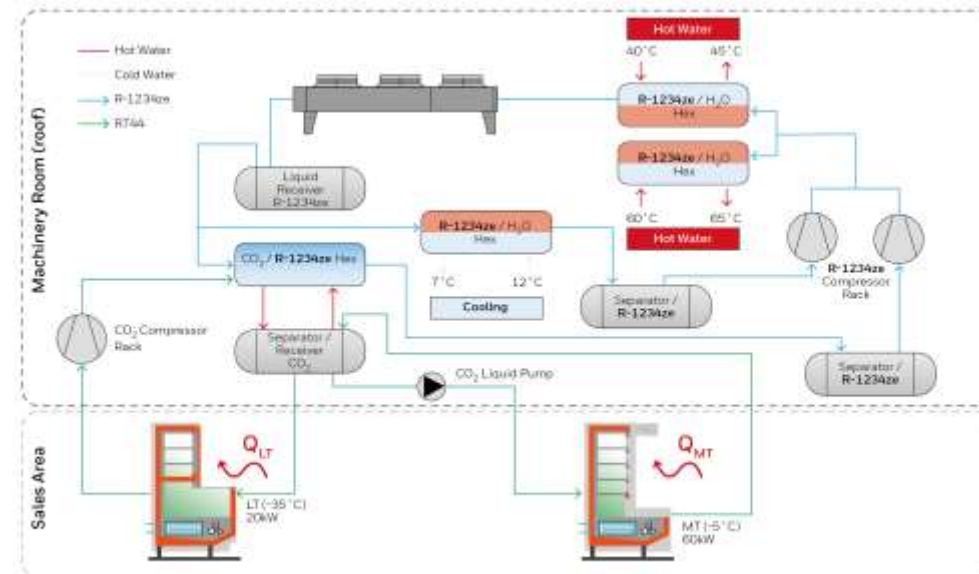 Machinery Room (roof)
Hot Water
Cold Water
R-1234ze
R744
Hot Water
40°C
45°C
R-1234ze / H₂O
Hex
R-1234ze / H₂O
Hex
60°C
65°C
Hot Water
Liquid
Receiver
R-1234ze
R-1234ze / H₂O
Hex
7°C
12°C
Cooling
CO₂ / R-1234ze Hex
Separator /
R-1234ze
R-1234ze
Compressor
Rack
CO₂ Compressor
Rack
Separator /
Receiver
CO₂
CO₂ Liquid Pump
Separator /
R-1234ze
Sales Area
Q_LT
LT (-35°C)
20kW
Q_MT
MT (-5°C)
60kW